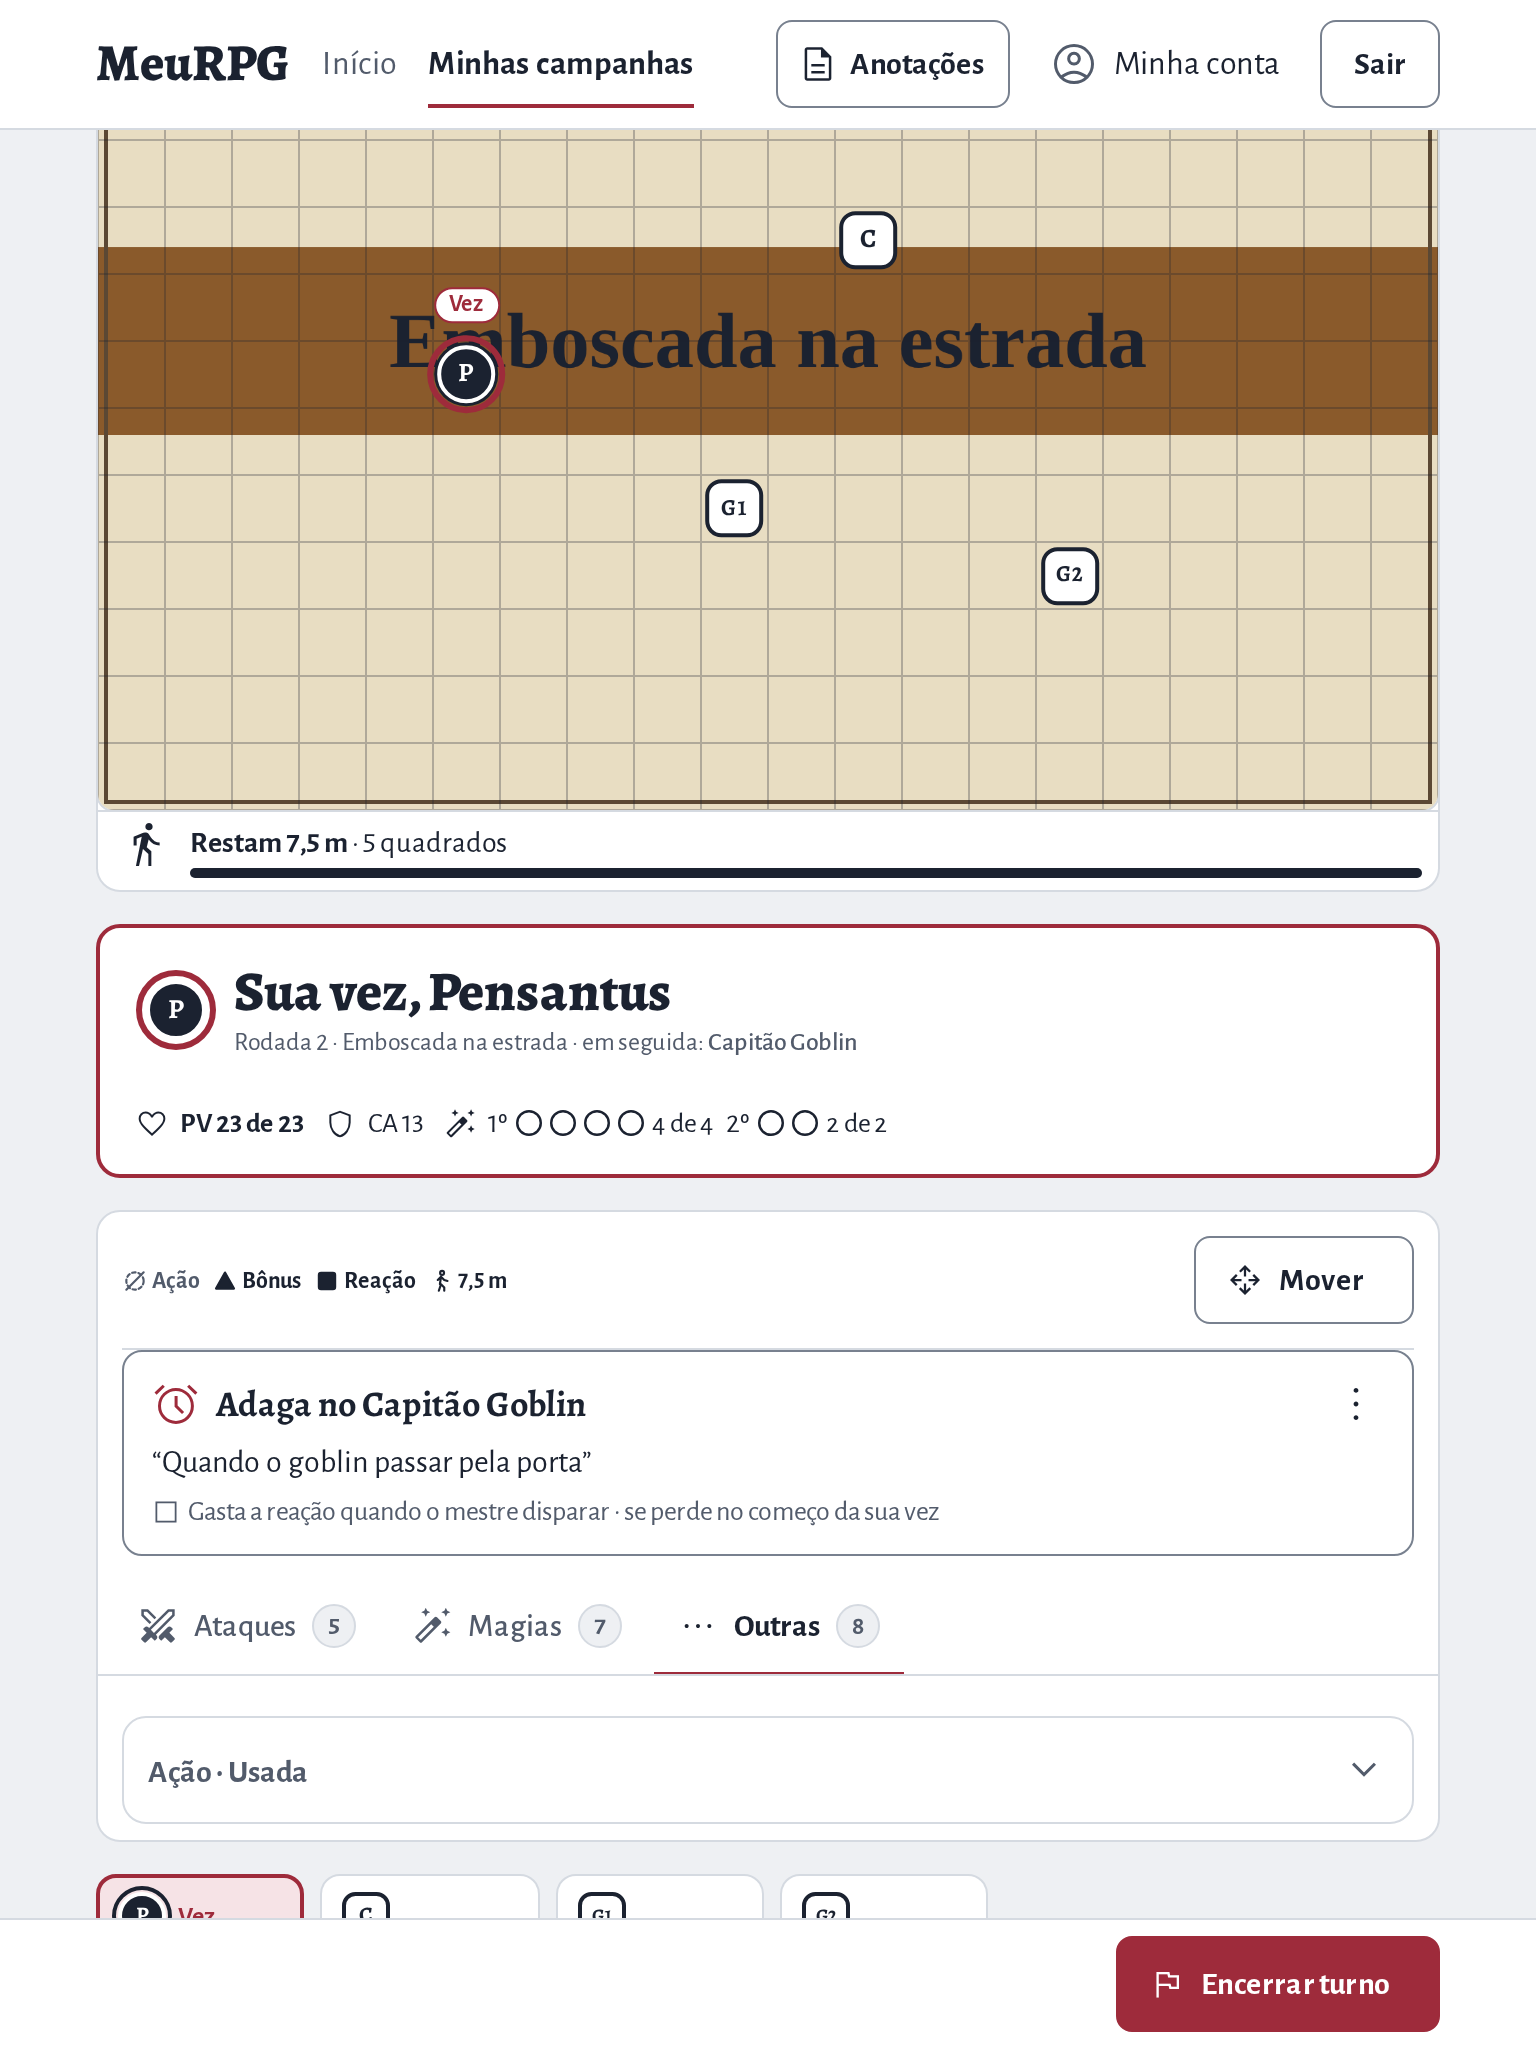 MeuRPG Início Minhas campanhas Anotações Minha conta Sair
C
Vez
Emboscada na estrada
P
G1
G2
Restam 7,5 m · 5 quadrados
P
Sua vez, Pensantus
Rodada 2 · Emboscada na estrada · em seguida: Capitão Goblin
PV 23 de 23 CA 13 1º 4 de 4 2º 2 de 2
Ação Bônus Reação 7,5 m Mover
Adaga no Capitão Goblin
“Quando o goblin passar pela porta”
Gasta a reação quando o mestre disparar · se perde no começo da sua vez
Ataques 5 Magias 7 Outras 8
Ação · Usada
P Vez C G1 G2
Encerrar turno